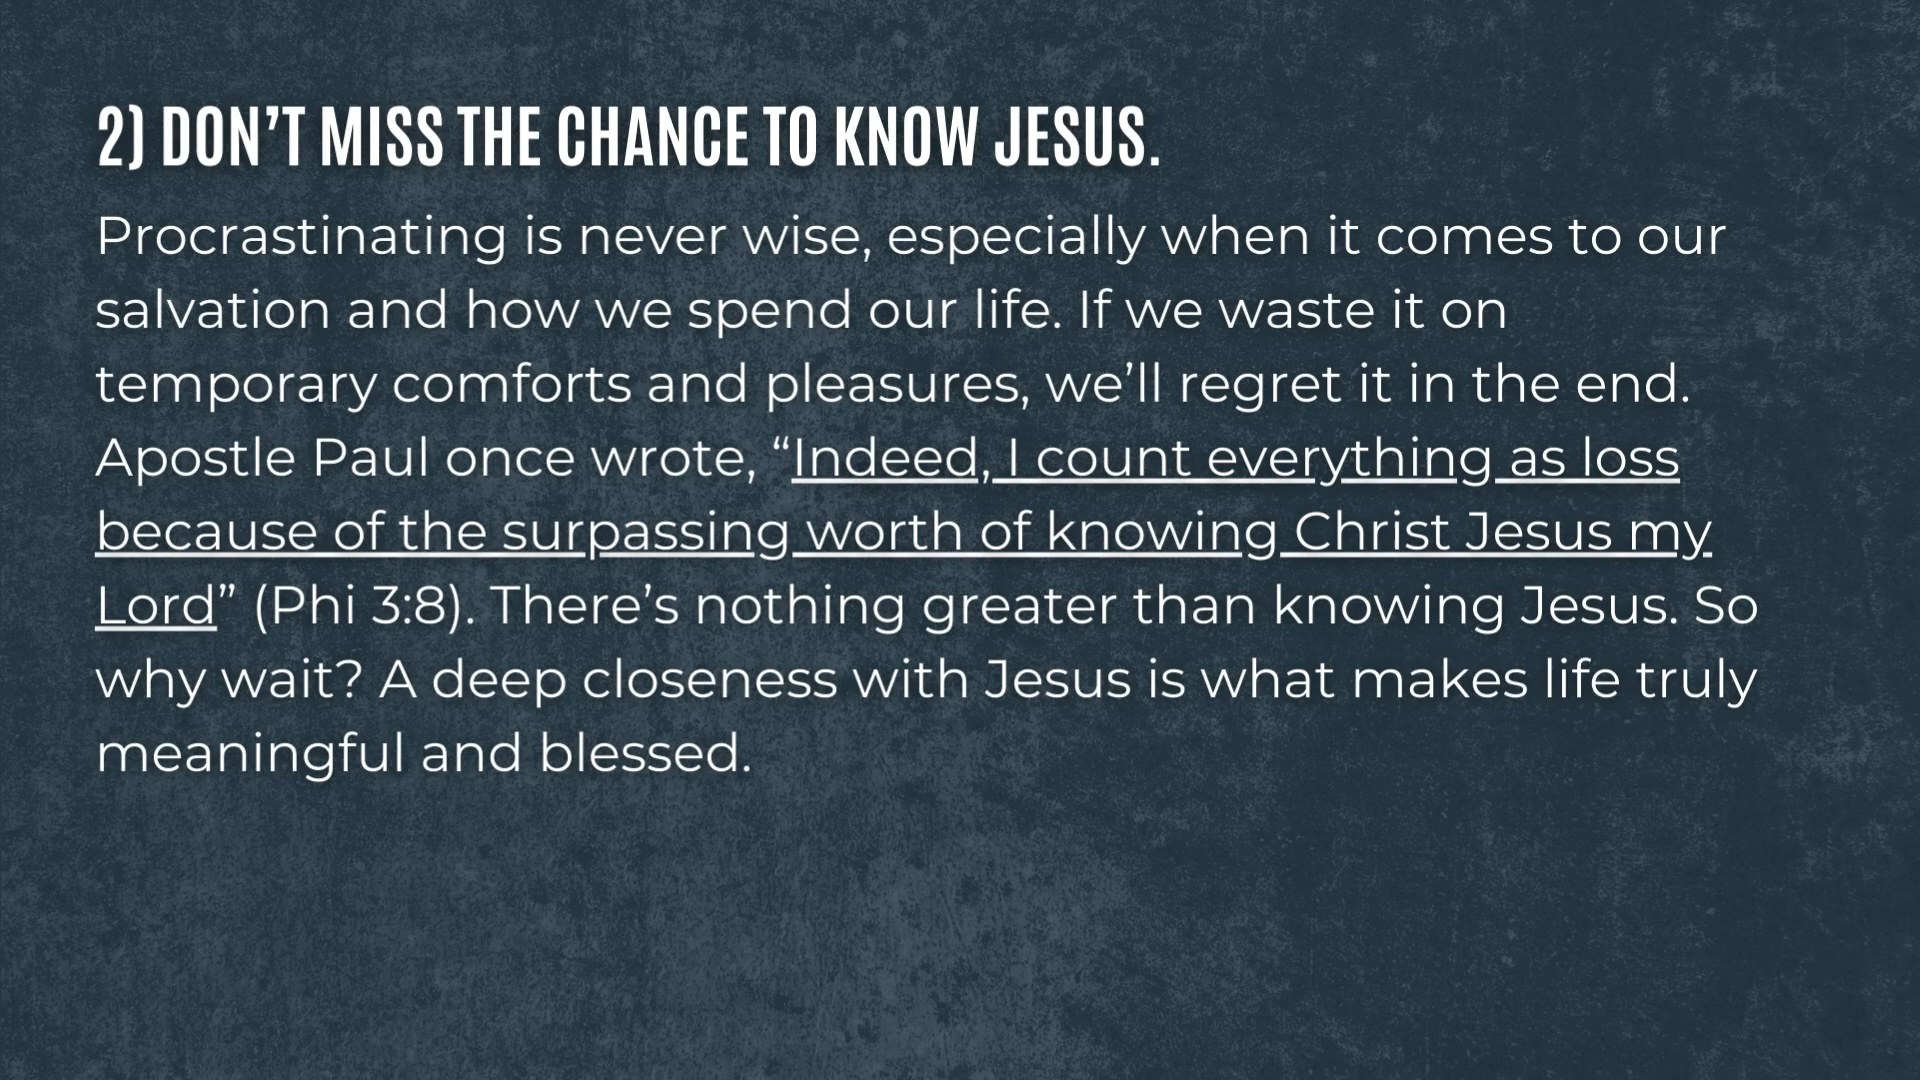 2) DON’T MISS THE CHANCE TO KNOW JESUS.
Procrastinating is never wise, especially when it comes to our
salvation and how we spend our life. If we waste it on
temporary comforts and pleasures, we’ll regret it in the end.
Apostle Paul once wrote, “Indeed, I count everything as loss
because of the surpassing worth of knowing Christ Jesus my
Lord” (Phi 3:8). There’s nothing greater than knowing Jesus. So
why wait? A deep closeness with Jesus is what makes life truly
meaningful and blessed.